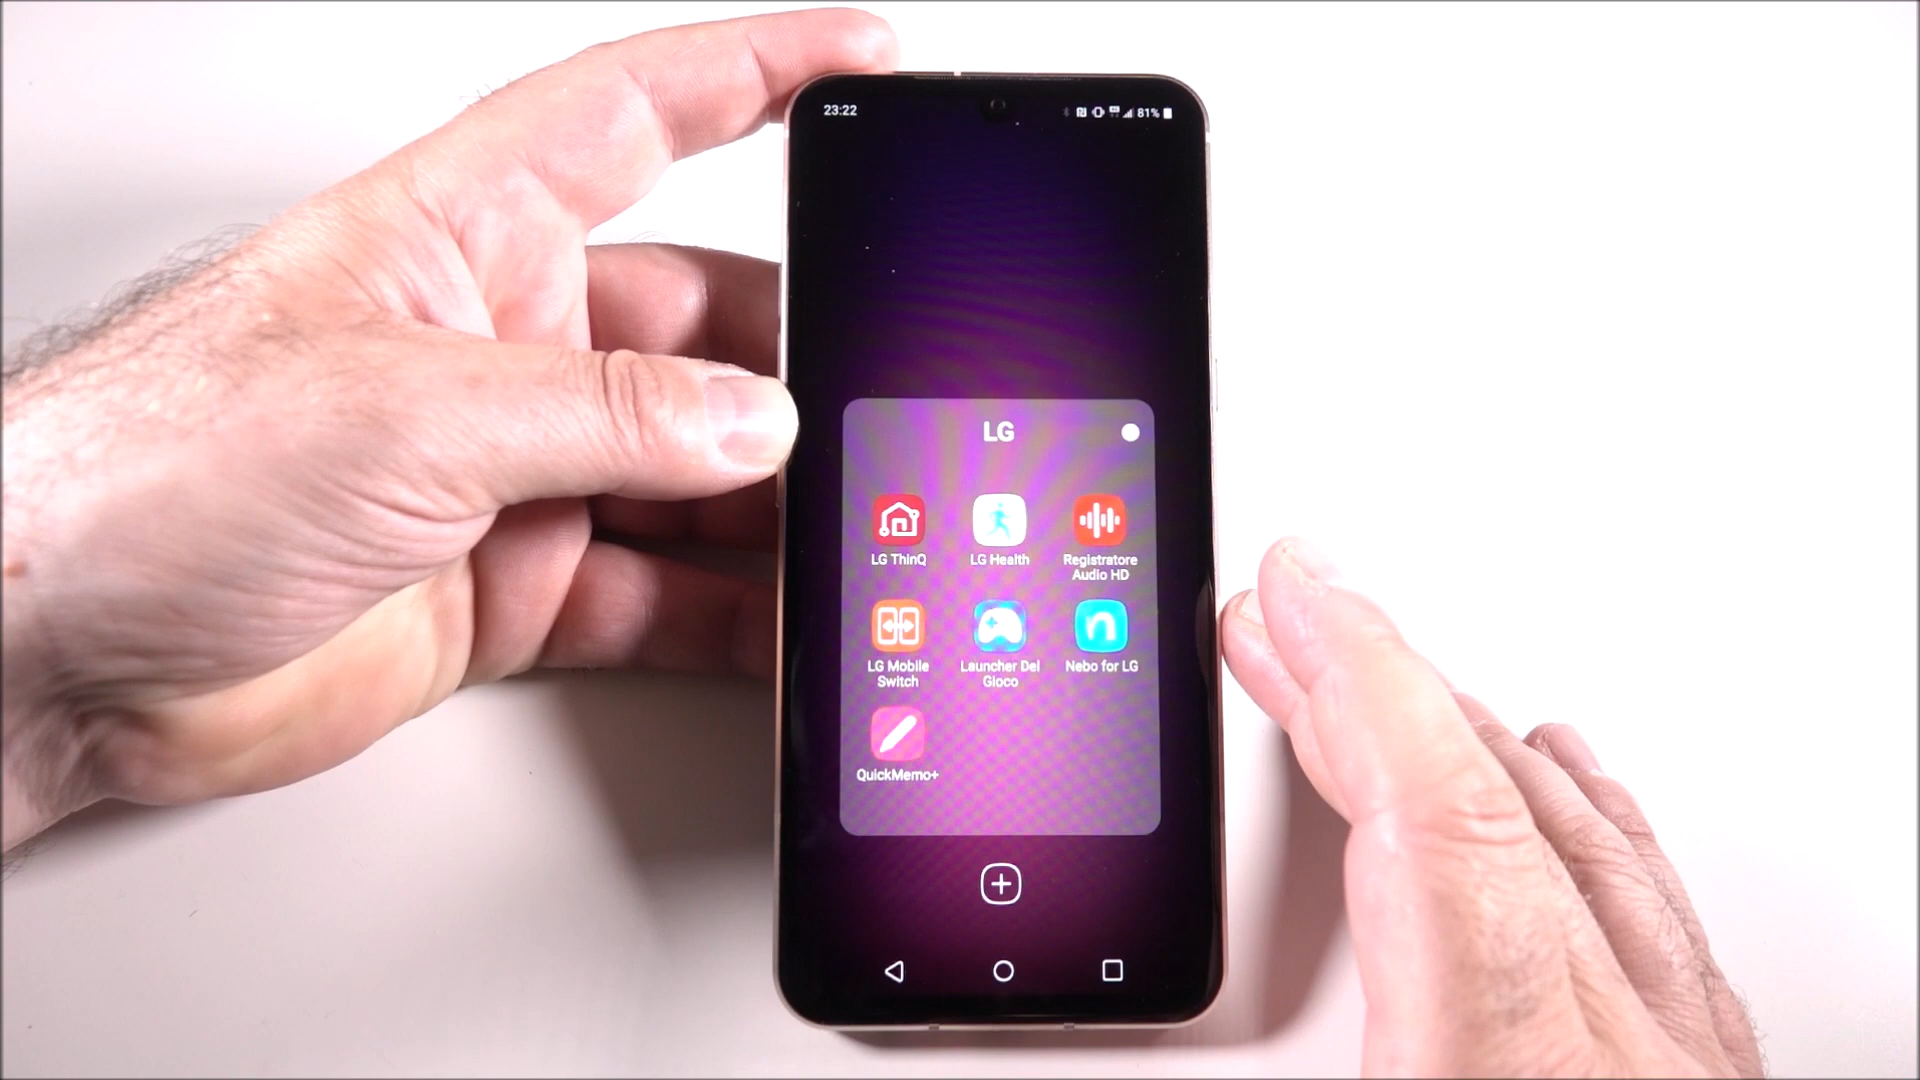 23:22
81%
LG
LG ThinQ
LG Health
Registratore
Audio HD
LG Mobile
Switch
Launcher Del
Gioco
Nebo for LG
QuickMemo+